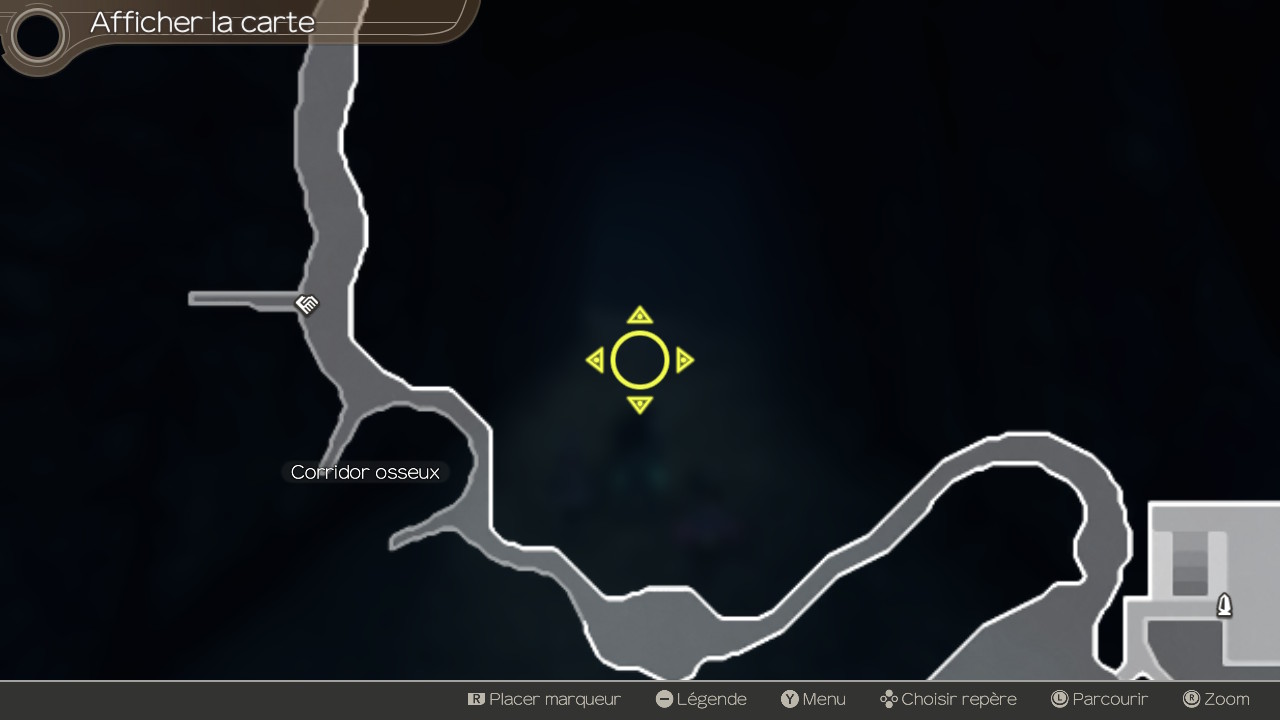 Afficher la carte
Corridor osseux
R Placer marqueur
Légende
Y Menu
Choisir repère
L Parcourir
R Zoom